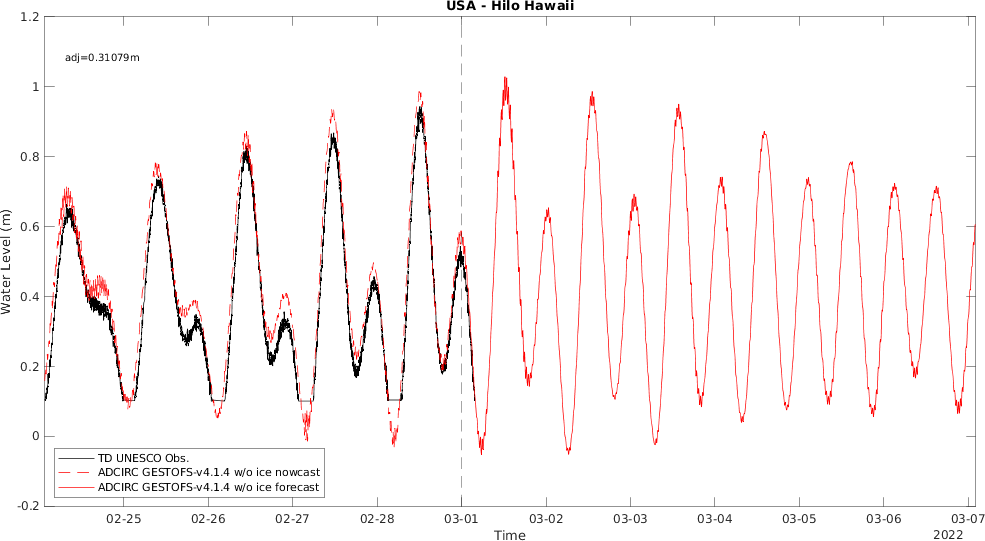 USA - Hilo Hawaii
adj=0.31079m
1.2
1
0.8
0.6
0.4
0.2
0
-0.2
Water Level (m)
TD UNESCO Obs.
ADCIRC GESTOFS-v4.1.4 w/o ice nowcast
ADCIRC GESTOFS-v4.1.4 w/o ice forecast
02-25 02-26 02-27 02-28 03-01 03-02 03-03 03-04 03-05 03-06 03-07
Time
2022